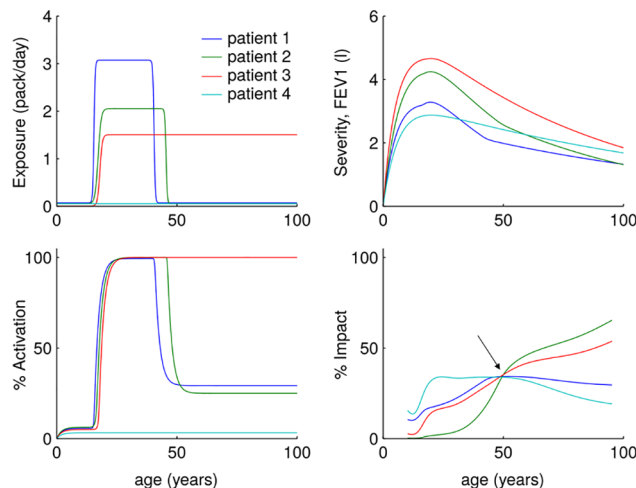 Exposure (pack/day)
4
3
2
1
0
0
50
100
patient 1
patient 2
patient 3
patient 4
Severity, FEV1 (l)
6
4
2
0
0
50
100
% Activation
100
50
0
0
50
100
age (years)
% Impact
100
50
0
0
50
100
age (years)